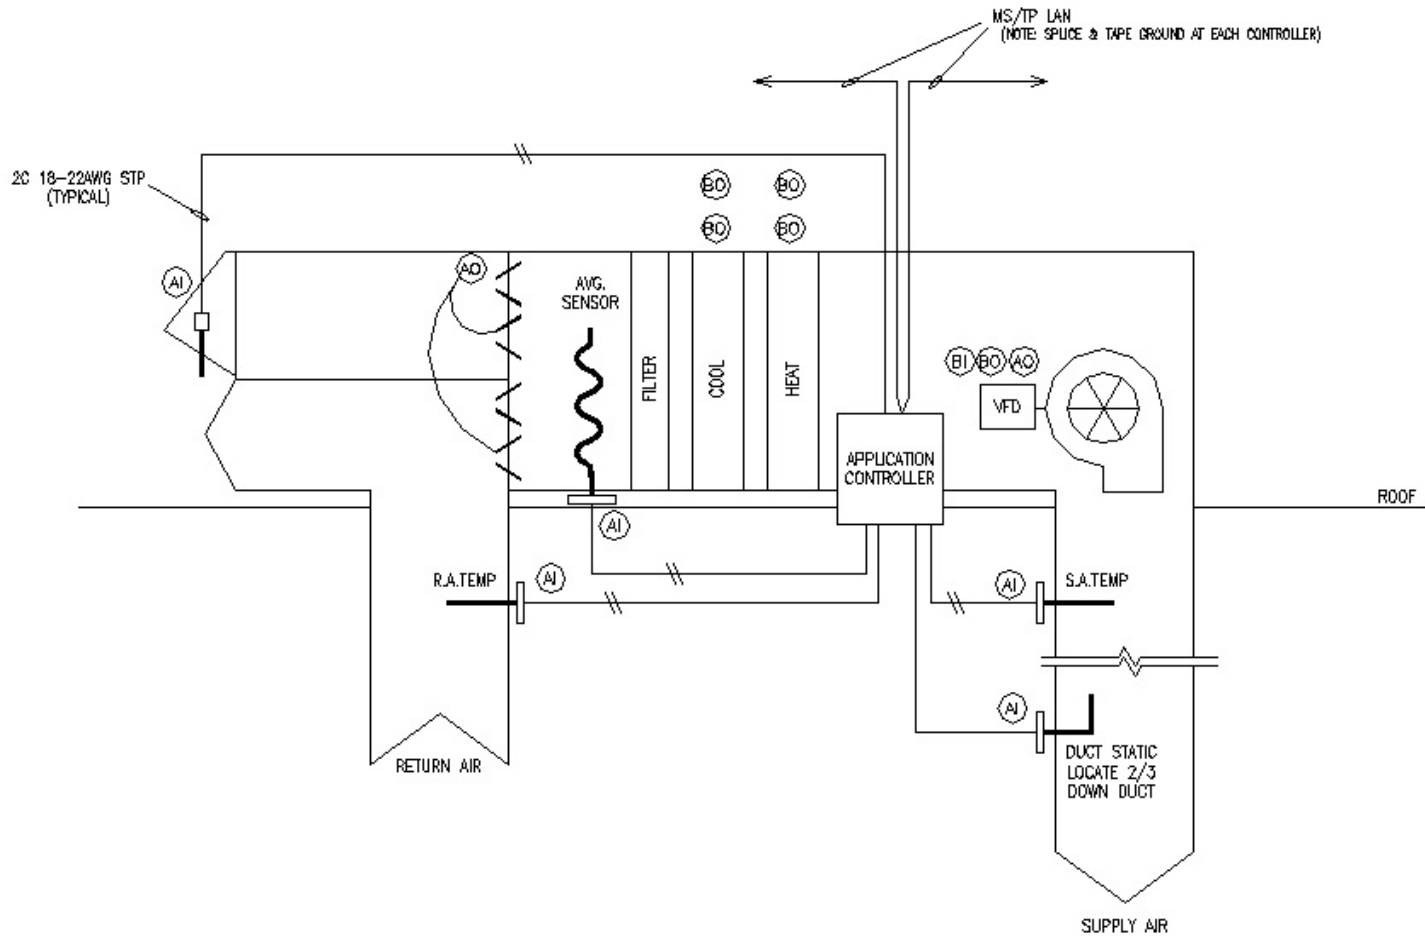 MS/TP LAN
(NOTE: SPLICE & TAPE GROUND AT EACH CONTROLLER)
2C 18-22AWG STP
(TYPICAL)
BO
BO
BO
BO
AI
AO
AVG.
SENSOR
FILTER
COOL
HEAT
BI
BO
AO
VFD
APPLICATION
CONTROLLER
ROOF
AI
R.A.TEMP
AI
AI
S.A.TEMP
AI
DUCT STATIC
LOCATE 2/3
DOWN DUCT
RETURN AIR
SUPPLY AIR